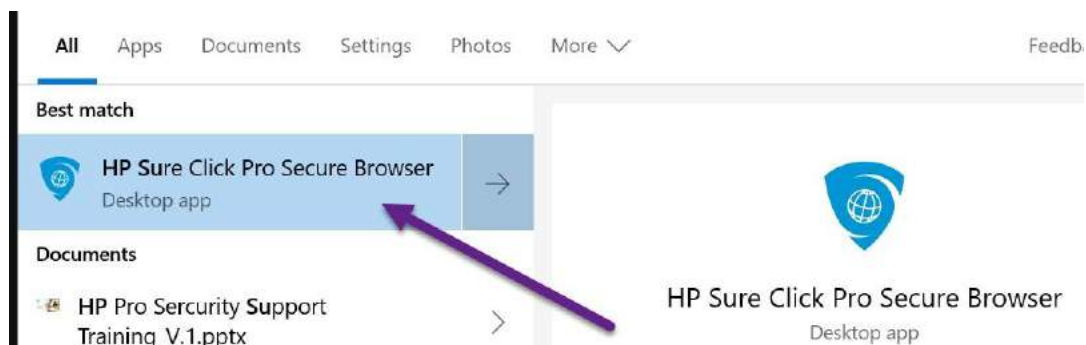 All Apps Documents Settings Photos More
Best match
HP Sure Click Pro Secure Browser
Desktop app
Documents
HP Pro Sercurity Support
Training_V.1.pptx
HP Sure Click Pro Secure Browser
Desktop app